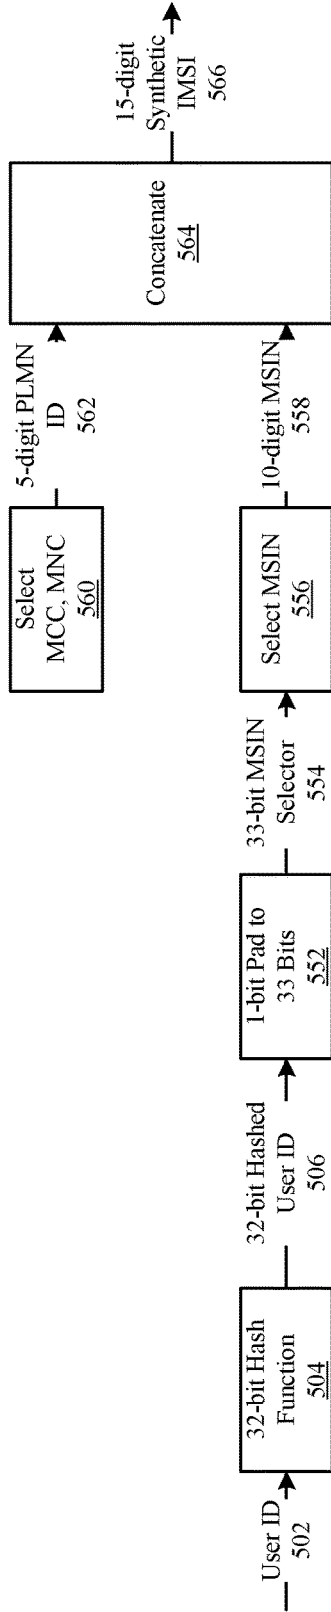 User ID
502
32-bit Hash
Function
504
32-bit Hashed
User ID
506
1-bit Pad to
33 Bits
552
33-bit MSIN
Selector
554
Select MSIN
556
10-digit MSIN
558
Select
MCC, MNC
560
5-digit PLMN
ID
562
Concatenate
564
15-digit
Synthetic
IMSI
566